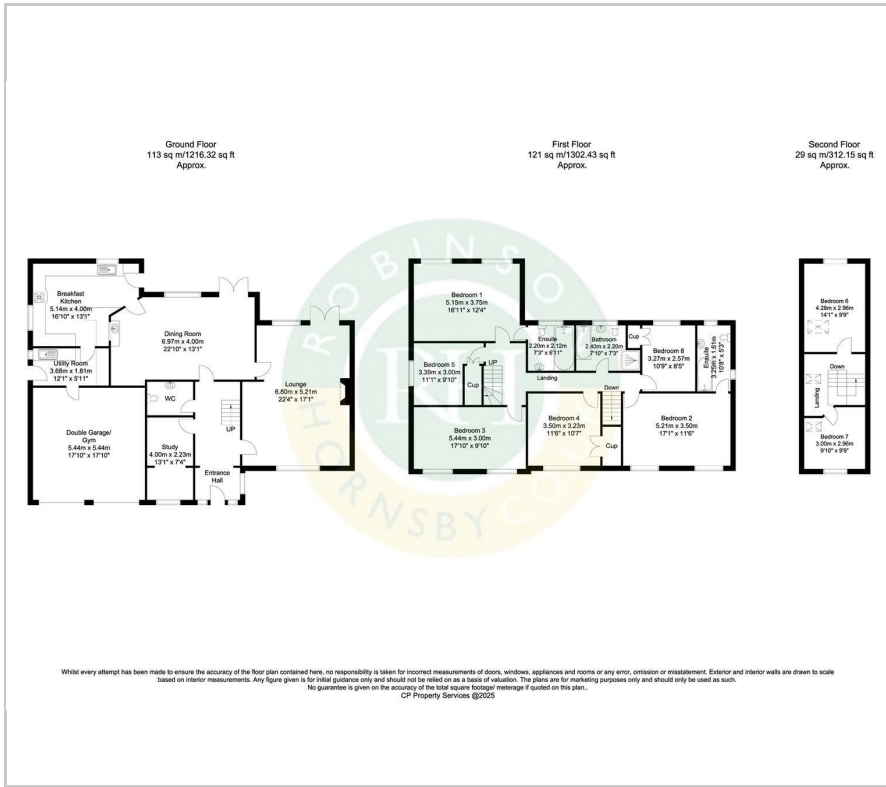 Ground Floor
113 sq m/1216.32 sq ft
Approx.
First Floor
121 sq m/1302.43 sq ft
Approx.
Second Floor
29 sq m/312.15 sq ft
Approx.
Breakfast
Kitchen
5.14m x 4.00m
16'10" x 13'1"
Dining Room
6.97m x 4.00m
22'10" x 13'1"
Utility Room
3.68m x 1.81m
12'1" x 5'11"
WC
Lounge
6.80m x 5.21m
22'4" x 17'1"
Double Garage/
Gym
5.44m x 5.44m
17'10" x 17'10"
Study
4.00m x 2.23m
13'1" x 7'4"
UP
Entrance
Hall
Bedroom 1
5.15m x 3.75m
16'11" x 12'4"
Ensuite
2.20m x 2.12m
7'3" x 6'11"
Bathroom
2.40m x 2.20m
7'10" x 7'3"
Cup
Bedroom 8
3.27m x 2.57m
10'9" x 8'5"
Ensuite
3.25m x 1.61m
10'8" x 5'3"
Bedroom 5
3.39m x 3.00m
11'1" x 9'10"
Cup
UP
Landing
Down
Bedroom 3
5.44m x 3.00m
17'10" x 9'10"
Bedroom 4
3.50m x 3.23m
11'6" x 10'7"
Cup
Bedroom 2
5.21m x 3.50m
17'1" x 11'6"
Bedroom 6
4.28m x 2.96m
14'1" x 9'9"
Down
Landing
Bedroom 7
3.00m x 2.96m
9'10" x 9'9"
ROBINSO
HORNSBY CO
Whilst every attempt has been made to ensure the accuracy of the floor plan contained here, no responsibility is taken for incorrect measurements of doors, windows, appliances and rooms or any error, omission or misstatement. Exterior and interior walls are drawn to scale
based on interior measurements. Any figure given is for initial guidance only and should not be relied on as a basis of valuation. The plans are for marketing purposes only and should only be used as such.
No guarantee is given on the accuracy of the total square footage/ meterage if quoted on this plan..
CP Property Services @2025